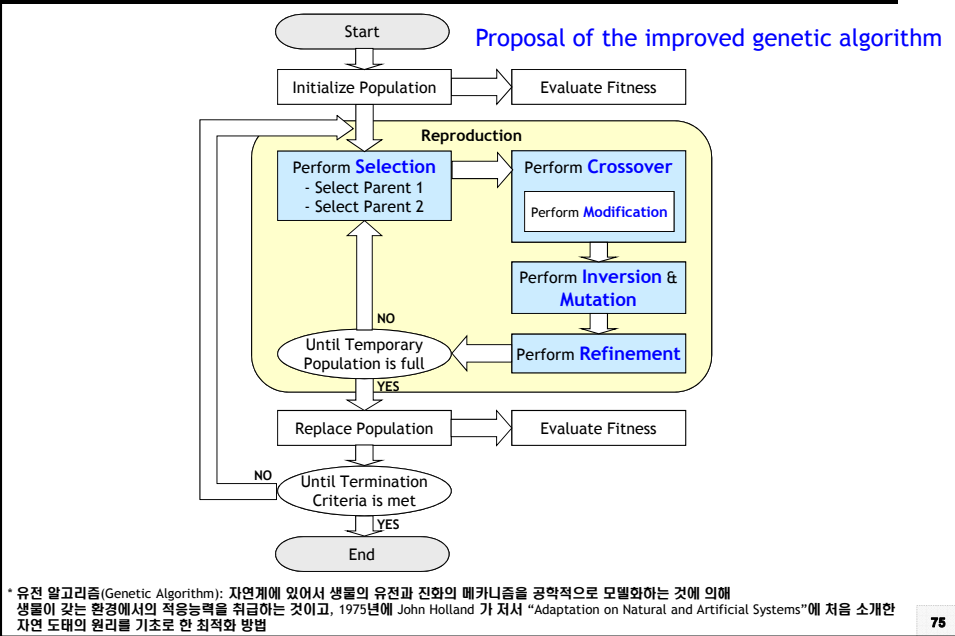 Proposal of the improved genetic algorithm
Start
Initialize Population
Evaluate Fitness
Reproduction
Perform Selection
- Select Parent 1
- Select Parent 2
Perform Crossover
Perform Modification
Perform Inversion &
Mutation
Perform Refinement
NO
Until Temporary
Population is full
YES
Replace Population
Evaluate Fitness
NO
Until Termination
Criteria is met
YES
End
* 유전 알고리즘(Genetic Algorithm): 자연계에 있어서 생물의 유전과 진화의 메카니즘을 공학적으로 모델화하는 것에 의해
생물이 갖는 환경에서의 적응능력을 취급하는 것이고, 1975년에 John Holland 가 저서 “Adaptation on Natural and Artificial Systems”에 처음 소개한
자연 도태의 원리를 기초로 한 최적화 방법
75